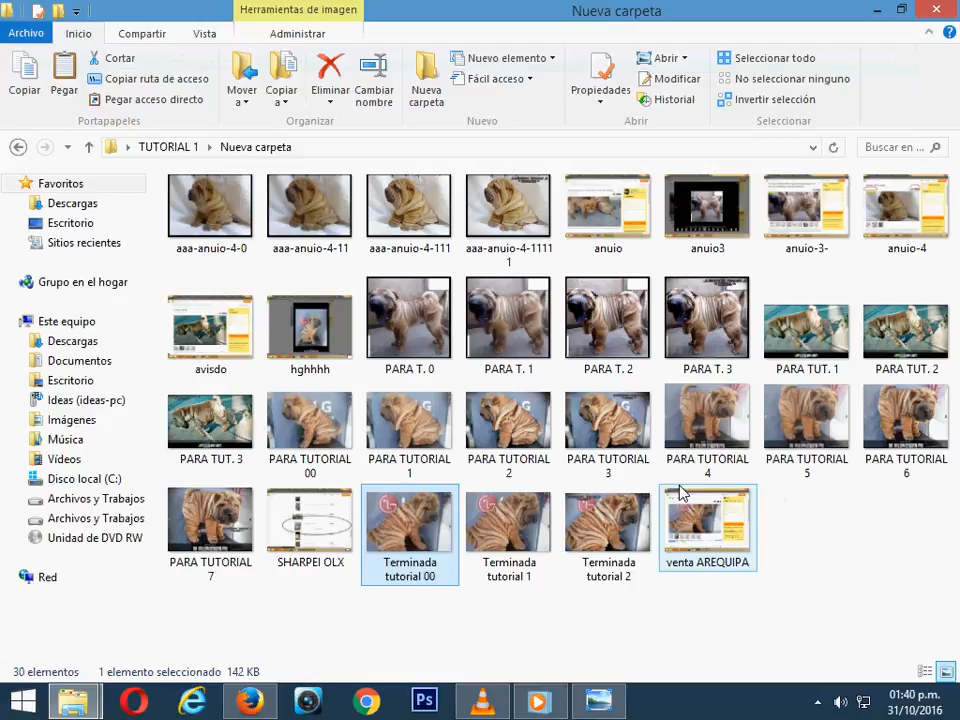 Herramientas de imagen
Nueva carpeta
Archivo
Inicio
Compartir
Vista
Administrar
Copiar
Pegar
Cortar
Copiar ruta de acceso
Pegar acceso directo
Portapapeles
Mover a
Copiar a
Eliminar
Cambiar nombre
Organizar
Nueva carpeta
Nuevo elemento
Fácil acceso
Nuevo
Propiedades
Abrir
Modificar
Historial
Abrir
Seleccionar todo
No seleccionar ninguno
Invertir selección
Seleccionar
TUTORIAL 1
Nueva carpeta
Buscar en ...
Favoritos
Descargas
Escritorio
Sitios recientes
Grupo en el hogar
Este equipo
Descargas
Documentos
Escritorio
Ideas (ideas-pc)
Imágenes
Música
Vídeos
Disco local (C:)
Archivos y Trabajos
Archivos y Trabajos
Unidad de DVD RW
Red
aaa-anuio-4-0
aaa-anuio-4-11
aaa-anuio-4-111
aaa-anuio-4-1111
1
anuio
anuio3
anuio-3-
anuio-4
avisdo
hghhhh
PARA T. 0
PARA T. 1
PARA T. 2
PARA T. 3
PARA TUT. 1
PARA TUT. 2
PARA TUT. 3
PARA TUTORIAL
00
PARA TUTORIAL
1
PARA TUTORIAL
2
PARA TUTORIAL
3
PARA TUTORIAL
4
PARA TUTORIAL
5
PARA TUTORIAL
6
PARA TUTORIAL
7
SHARPEI OLX
Terminada
tutorial 00
Terminada
tutorial 1
Terminada
tutorial 2
venta AREQUIPA
30 elementos
1 elemento seleccionado 142 KB
Ps
01:40 p.m.
31/10/2016